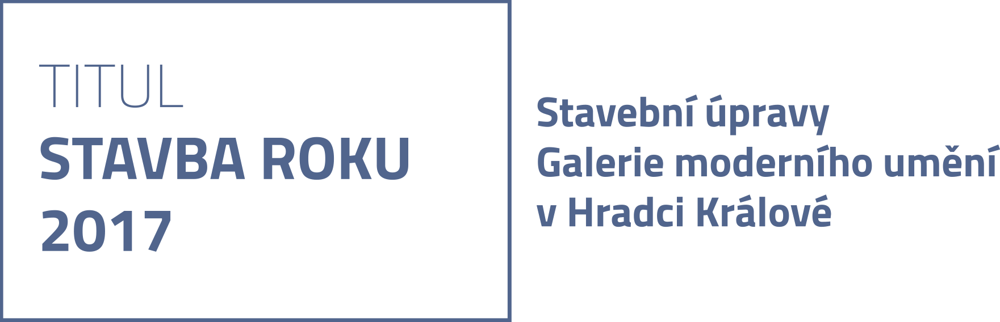 TITUL
STAVBA ROKU
2017
Stavební úpravy
Galerie moderního umění
v Hradci Králové